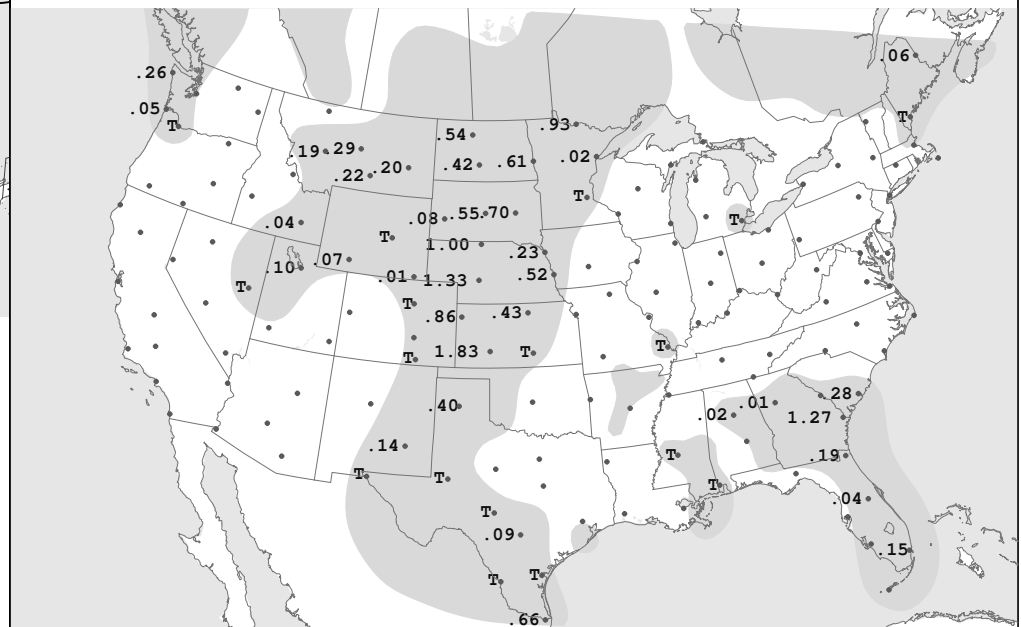 .06
.26
.05
T
T
.54
.93
.19
.29
.02
.42
.61
.20
.22
T
.04
.08
.55
.70
T
T
1.00
.23
.07
.10
.01
1.33
.52
T
T
.86
.43
T
T
1.83
T
.40
.01
.28
.02
1.27
.14
T
.19
T
T
T
.04
T
.09
.15
T
T
.66